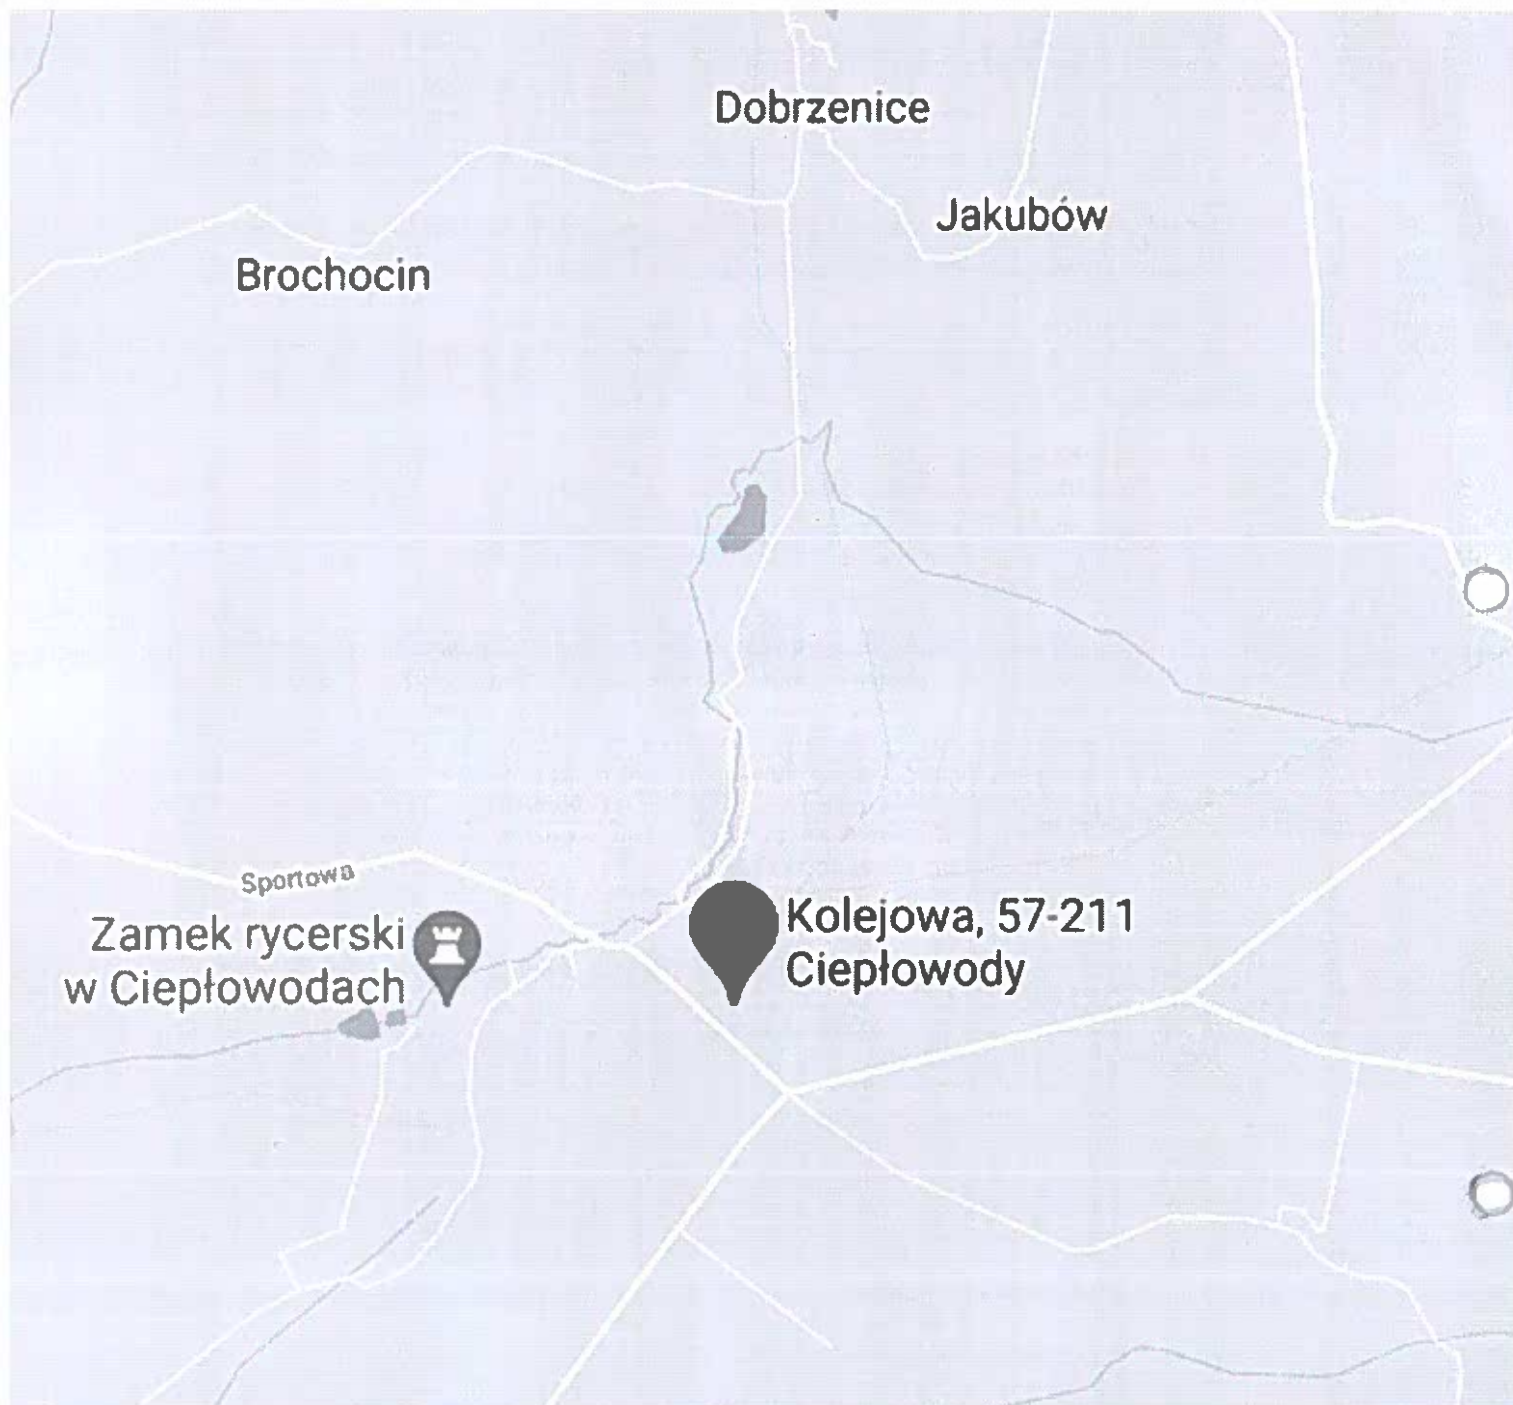 Dobrzenice
Jakubów
Brochocin
Sportowa
Zamek rycerski
w Ciepłowodach
Kolejowa, 57-211
Ciepłowody